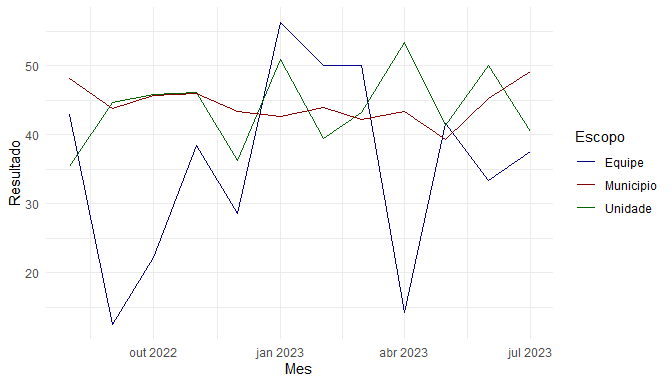 50
40
30
20
Resultado
out 2022
jan 2023
abr 2023
jul 2023
Mes
Escopo
Equipe
Municipio
Unidade